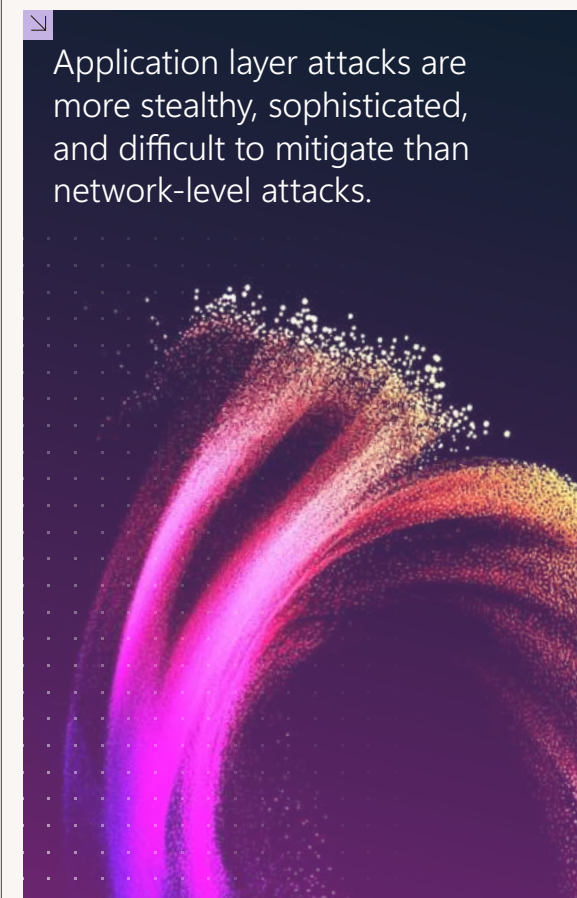 Application layer attacks are
more stealthy, sophisticated,
and difficult to mitigate than
network-level attacks.